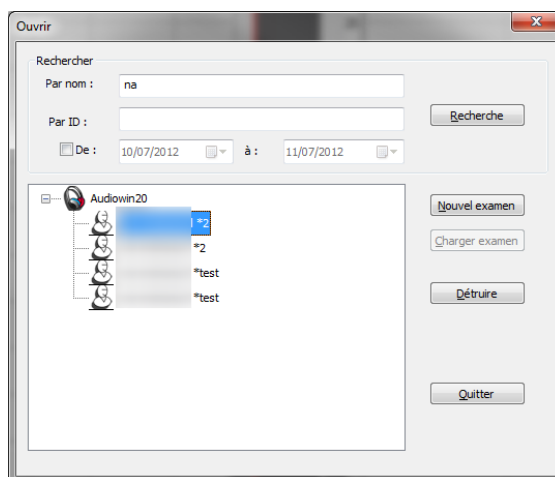 Ouvrir
Rechercher
Par nom :
na
Par ID :
Recherche
De :
10/07/2012
à :
11/07/2012
Audiowin20
Nouvel examen
*2
*2
Charger examen
*test
Détruire
*test
Quitter